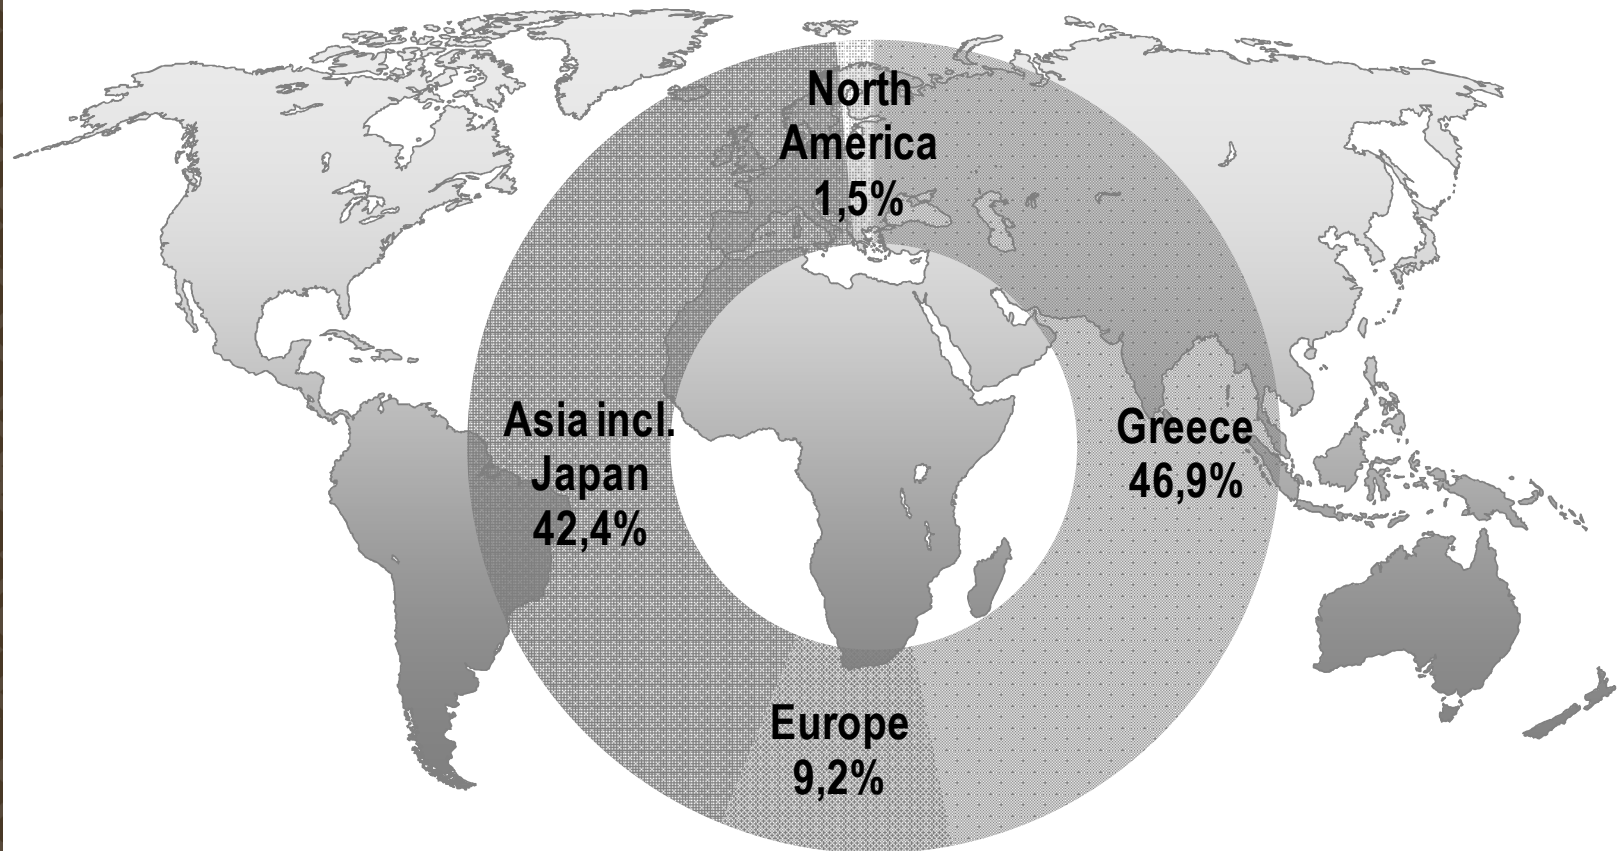 North
America
1,5%
Asia incl.
Japan
42,4%
Greece
46,9%
Europe
9,2%